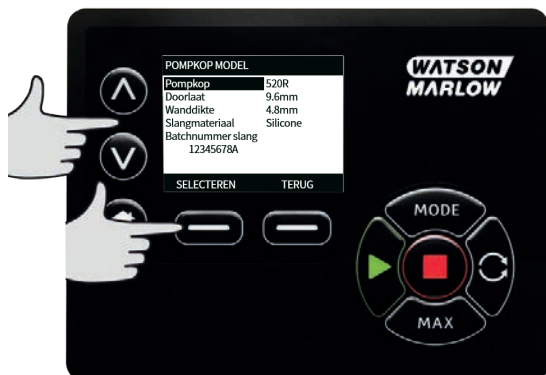 POMPKOP MODEL
Pompkop 520R
Doorlaat 9.6mm
Wanddikte 4.8mm
Slangmateriaal Silicone
Batchnummer slang
12345678A
SELECTEREN TERUG
WATSON
MARLOW
MODE
MAX